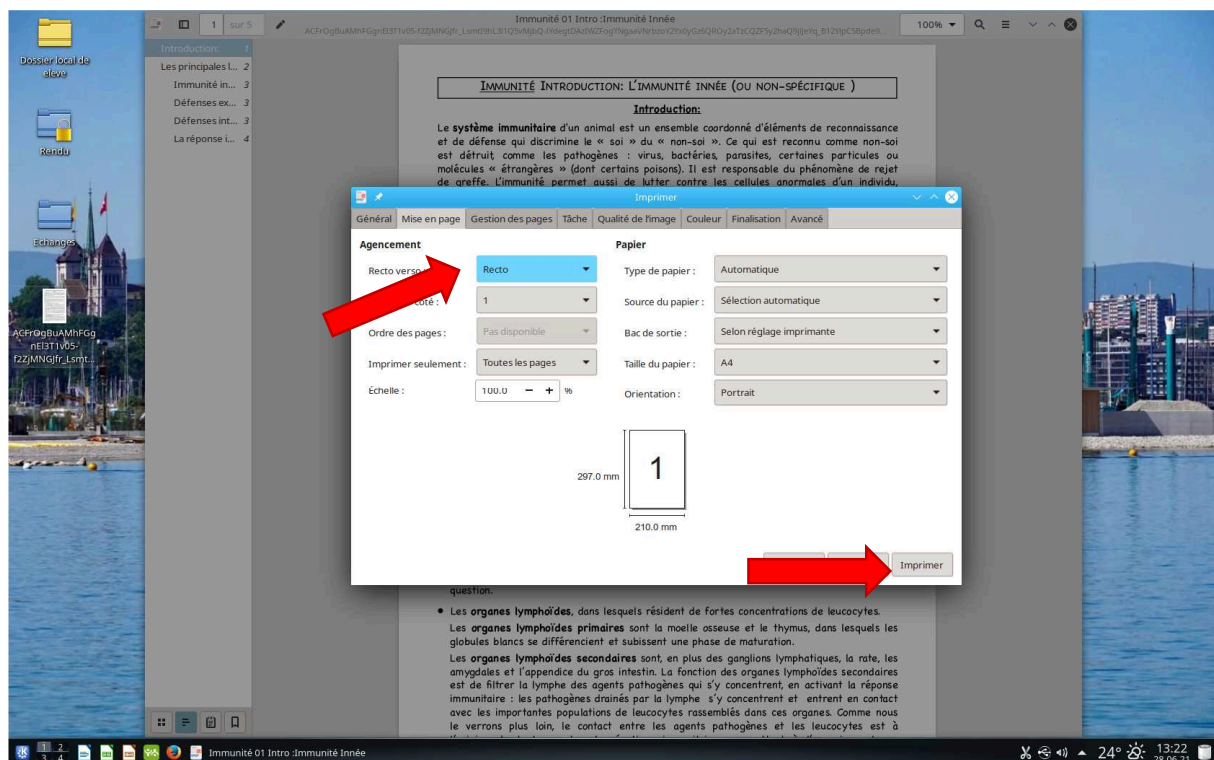 Immunité 01 Intro :Immunité Innée
1 sur 5
100%
Dossier local de
eleve
Rendu
Echanges
ACFrOgBuAMhFGg
nEl3T1v05-
f2ZjMNGJfr_Lsmt...
Introduction: 1
Les principales l... 2
Immunité in... 3
Défenses ex... 3
Défenses int... 3
La réponse i... 4
IMMUNITÉ INTRODUCTION: L'IMMUNITÉ INNÉE (OU NON-SPÉCIFIQUE )
Introduction:
Le système immunitaire d'un animal est un ensemble coordonné d'éléments de reconnaissance
et de défense qui discrimine le « soi » du « non-soi ». Ce qui est reconnu comme non-soi
est détruit, comme les pathogènes : virus, bactéries, parasites, certaines particules ou
molécules « étrangères » (dont certains poisons). Il est responsable du phénomène de rejet
de greffe. L'immunité permet aussi de lutter contre les cellules anormales d'un individu,
Imprimer
Général Mise en page Gestion des pages Tâche Qualité de l'image Couleur Finalisation Avancé
Agencement
Recto verso : Recto
côté : 1
Ordre des pages : Pas disponible
Imprimer seulement : Toutes les pages
Échelle : 100.0 − + %
Papier
Type de papier : Automatique
Source du papier : Sélection automatique
Bac de sortie : Selon réglage imprimante
Taille du papier : A4
Orientation : Portrait
297.0 mm
1
210.0 mm
Imprimer
question.
• Les organes lymphoïdes, dans lesquels résident de fortes concentrations de leucocytes.
Les organes lymphoïdes primaires sont la moelle osseuse et le thymus, dans lesquels les
globules blancs se différencient et subissent une phase de maturation.
Les organes lymphoïdes secondaires sont, en plus des ganglions lymphatiques, la rate, les
amygdales et l'appendice du gros intestin. La fonction des organes lymphoïdes secondaires
est de filtrer la lymphe des agents pathogènes qui s'y concentrent, en activant la réponse
immunitaire : les pathogènes drainés par la lymphe s'y concentrent et entrent en contact
avec les importantes populations de leucocytes rassemblés dans ces organes. Comme nous
le verrons plus loin, le contact entre les agents pathogènes et les leucocytes est à
1 2
3 4
Immunité 01 Intro :Immunité Innée
24°
13:22
28.06.21